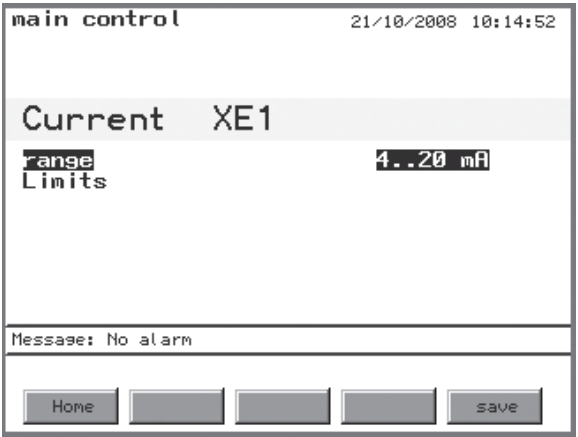 main control 21/10/2008 10:14:52
Current XE1
range 4..20 mA
Limits
Message: No alarm
Home save